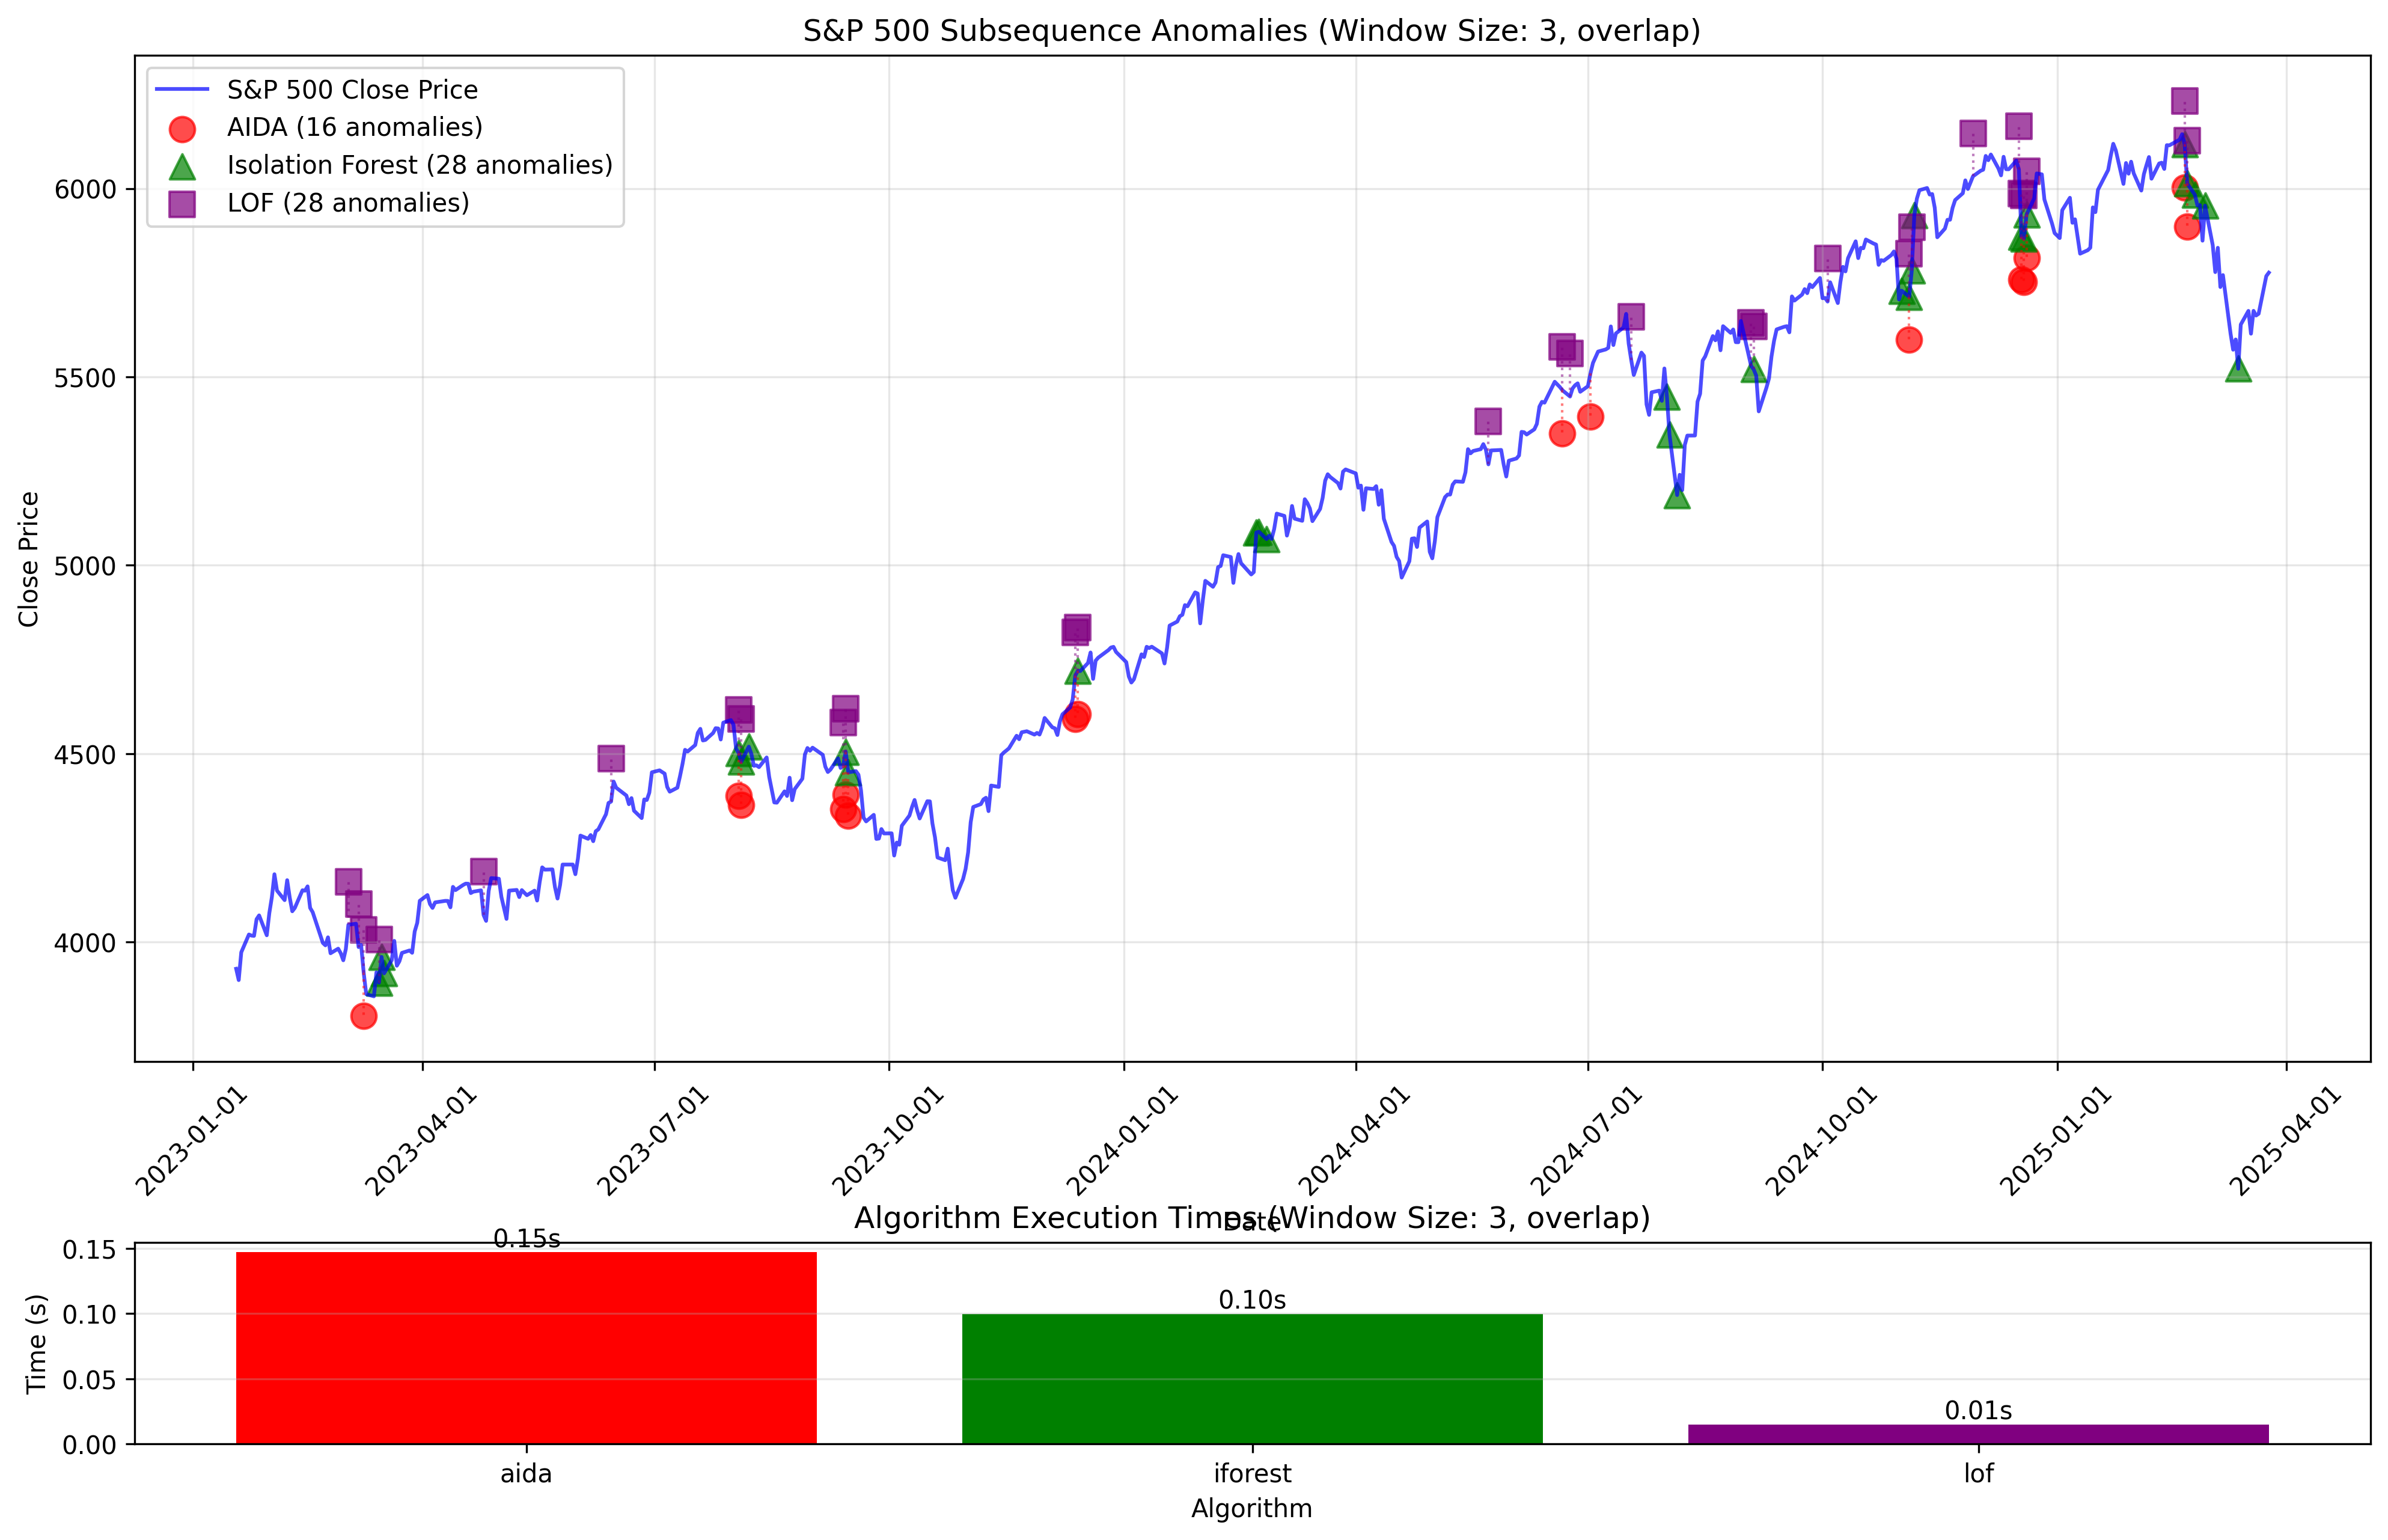 S&P 500 Subsequence Anomalies (Window Size: 3, overlap)
S&P 500 Close Price
AIDA (16 anomalies)
Isolation Forest (28 anomalies)
LOF (28 anomalies)
Close Price
6000
5500
5000
4500
4000
2023-01-01
2023-04-01
2023-07-01
2023-10-01
2024-01-01
2024-04-01
2024-07-01
2024-10-01
2025-01-01
2025-04-01
Date
Algorithm Execution Times (Window Size: 3, overlap)
Time (s)
0.15
0.10
0.05
0.00
0.15s
0.10s
0.01s
aida
iforest
lof
Algorithm